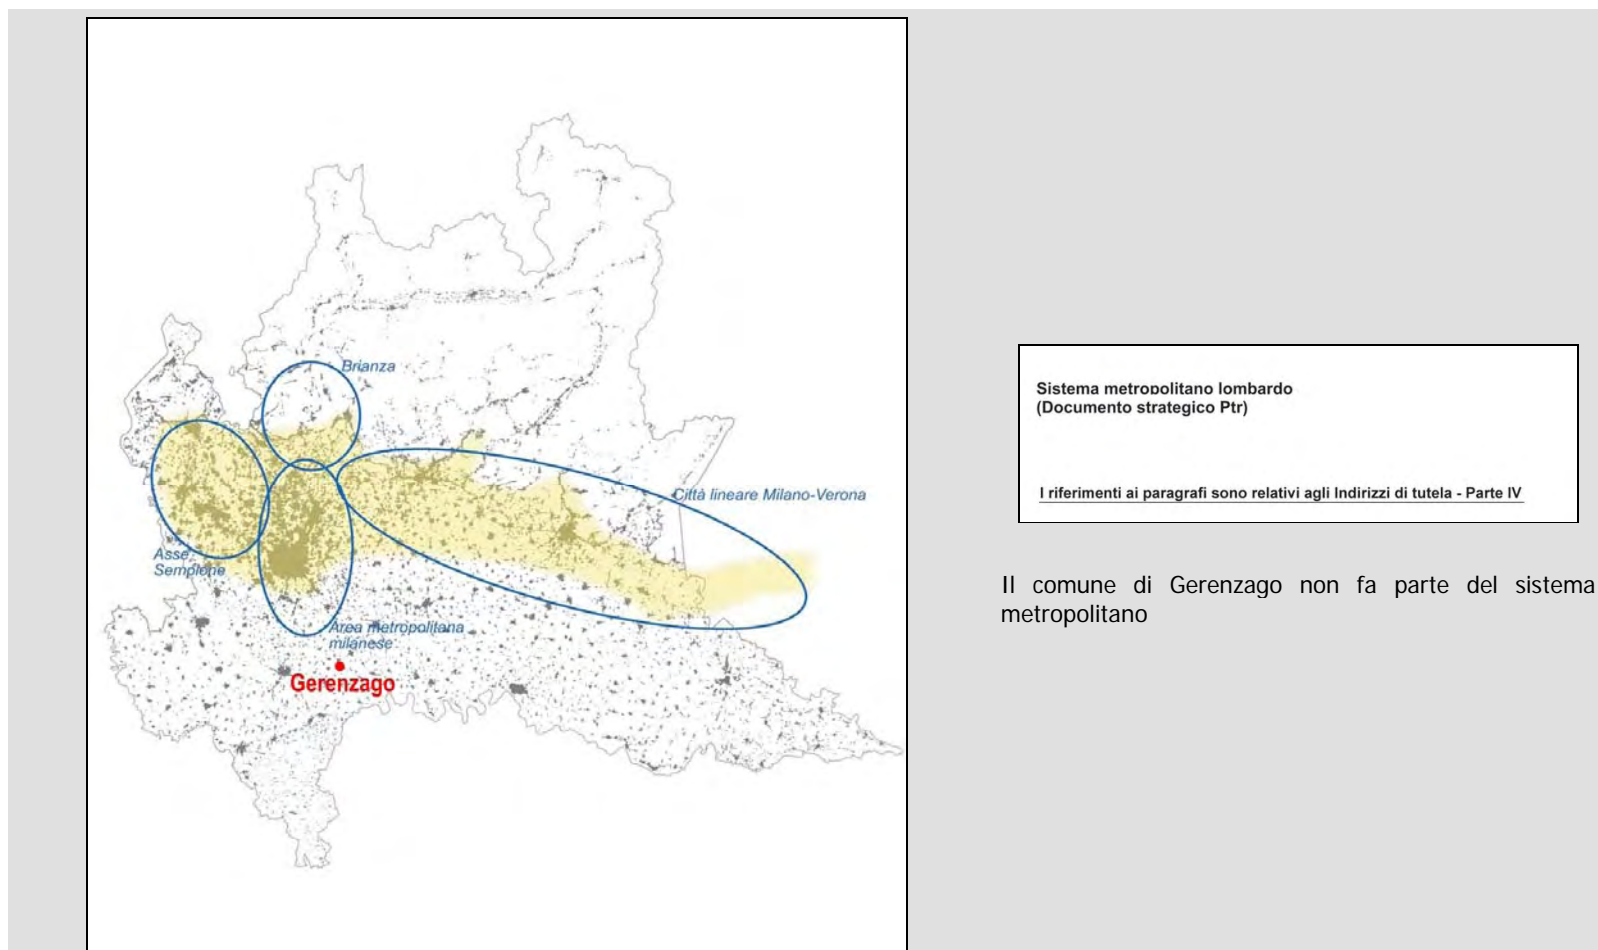 Brianza
Città lineare Milano-Verona
Asse
Sempione
Area metropolitana
milanese
Gerenzago
Sistema metropolitano lombardo
(Documento strategico Ptr)
I riferimenti ai paragrafi sono relativi agli Indirizzi di tutela - Parte IV
Il comune di Gerenzago non fa parte del sistema
metropolitano